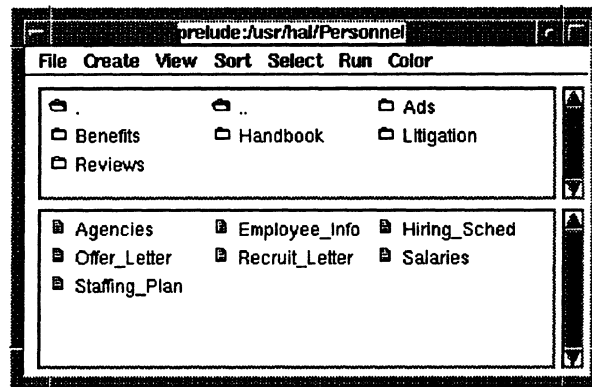 prelude:/usr/hal/Personnel
File Create View Sort Select Run Color
. .. Ads
Benefits Handbook Litigation
Reviews
Agencies Employee_Info Hiring_Sched
Offer_Letter Recruit_Letter Salaries
Staffing_Plan